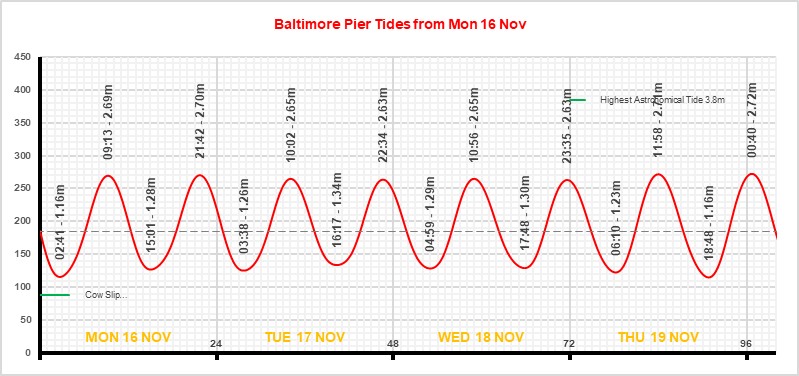 Baltimore Pier Tides from Mon 16 Nov
450
400
350
300
250
200
150
100
50
0
02:41 - 1.16m
09:13 - 2.69m
15:01 - 1.28m
21:42 - 2.70m
03:38 - 1.26m
10:02 - 2.65m
16:17 - 1.34m
22:34 - 2.63m
04:59 - 1.29m
10:56 - 2.65m
17:48 - 1.30m
23:35 - 2.63m
06:10 - 1.23m
11:58 - 2.71m
18:48 - 1.16m
00:40 - 2.72m
Highest Astronomical Tide 3.8m
Cow Slip...
MON 16 NOV
TUE 17 NOV
WED 18 NOV
THU 19 NOV
24
48
72
96